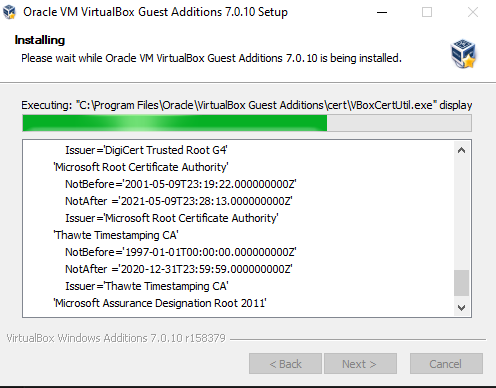 Oracle VM VirtualBox Guest Additions 7.0.10 Setup
Installing
Please wait while Oracle VM VirtualBox Guest Additions 7.0.10 is being installed.
Executing: "C:\Program Files\Oracle\VirtualBox Guest Additions\cert\VBoxCertUtil.exe" display
Issuer='DigiCert Trusted Root G4'
'Microsoft Root Certificate Authority'
NotBefore='2001-05-09T23:19:22.000000000Z'
NotAfter ='2021-05-09T23:28:13.000000000Z'
Issuer='Microsoft Root Certificate Authority'
'Thawte Timestamping CA'
NotBefore='1997-01-01T00:00:00.000000000Z'
NotAfter ='2020-12-31T23:59:59.000000000Z'
Issuer='Thawte Timestamping CA'
'Microsoft Assurance Designation Root 2011'
VirtualBox Windows Additions 7.0.10 r158379
< Back
Next >
Cancel